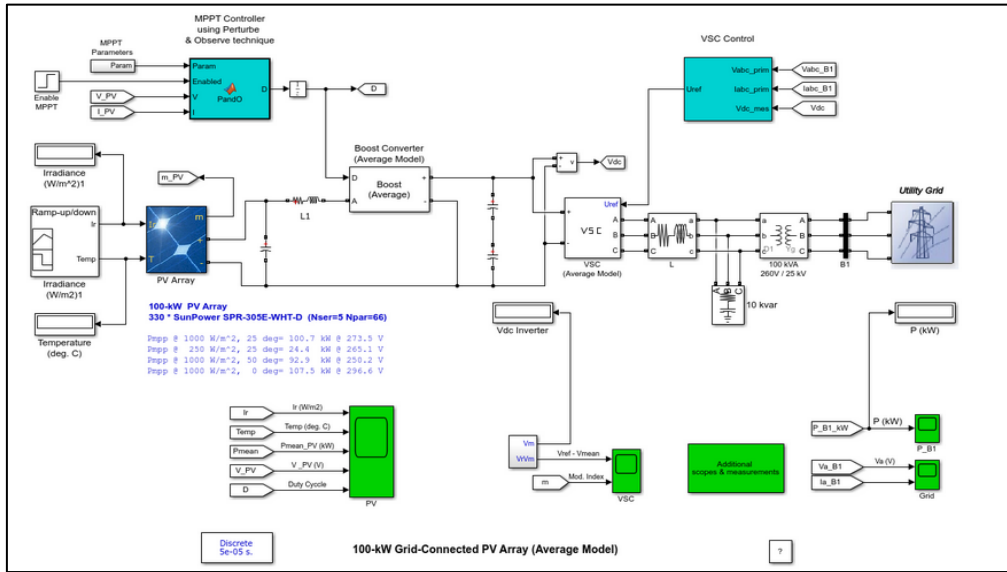 MPPT Controller
using Perturbe
& Observe technique
MPPT
Parameters
Param
Param
Enabled
V
I
D
PandO
Enable
MPPT
V_PV
I_PV
D
VSC Control
Uref
Vabc_prim
Iabc_prim
Vdc_mes
Vabc_B1
Iabc_B1
Vdc
Irradiance
(W/m^2)1
m_PV
Boost Converter
(Average Model)
D
A
Boost
(Average)
+
-
L1
v
+
-
Vdc
Ramp-up/down
Ir
Temp
Irradiance
(W/m2)1
T
m
+
-
PV Array
Uref
+
-
VSC
A
B
C
VSC
(Average Model)
A
B
C
a
b
c
L
A
B
C
a
b
c
D1
Yg
100 kVA
260V / 25 kV
B1
Utility Grid
A B C
10 kvar
Temperature
(deg. C)
100-kW PV Array
330 * SunPower SPR-305E-WHT-D (Nser=5 Npar=66)
Pmpp @ 1000 W/m^2, 25 deg= 100.7 kW @ 273.5 V
Pmpp @ 250 W/m^2, 25 deg= 24.4 kW @ 265.1 V
Pmpp @ 1000 W/m^2, 50 deg= 92.9 kW @ 250.2 V
Pmpp @ 1000 W/m^2, 0 deg= 107.5 kW @ 296.6 V
Vdc Inverter
P (kW)
Ir
Ir (W/m2)
Temp
Temp (deg. C)
Pmean
Pmean_PV (kW)
V_PV
V _PV (V)
D
Duty Cyccle
PV
Vm
VrVm
Vref - Vmean
m
Mod. Index
VSC
Additional
scopes & measurements
P_B1_kW
P (kW)
P_B1
Va_B1
Va (V)
Ia_B1
Grid
Discrete
5e-05 s.
100-kW Grid-Connected PV Array (Average Model)
?